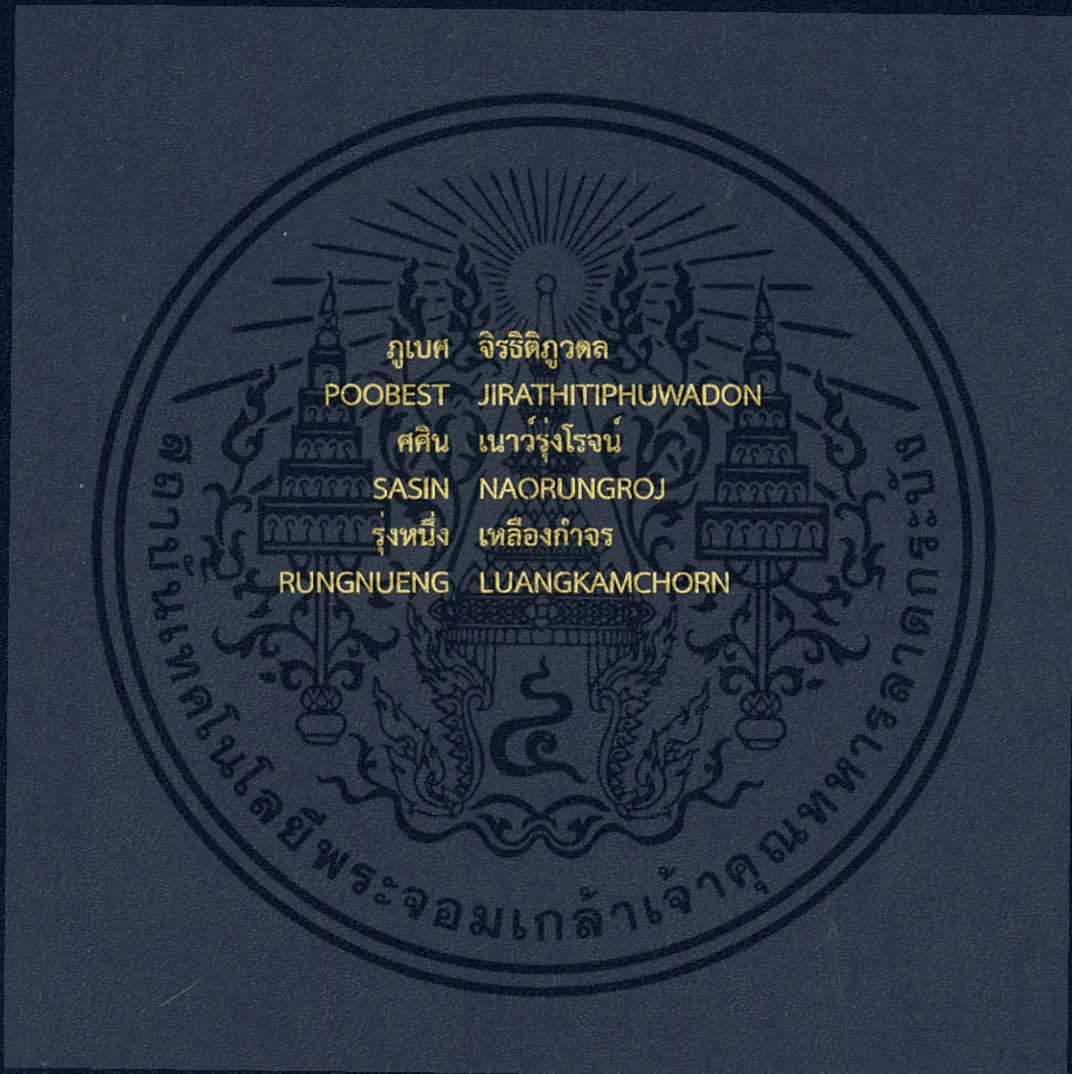 ภูเบศ จิรธิติภูวดล
POOBEST JIRATHITIPHUWADON
ศศิน เนาว์รุ่งโรจน์
SASIN NAORUNGROJ
รุ่งหนึ่ง เหลืองกำจร
RUNGNUENG LUANGKAMCHORN
สถาบันเทคโนโลยีพระจอมเกล้าเจ้าคุณทหารลาดกระบัง
๔